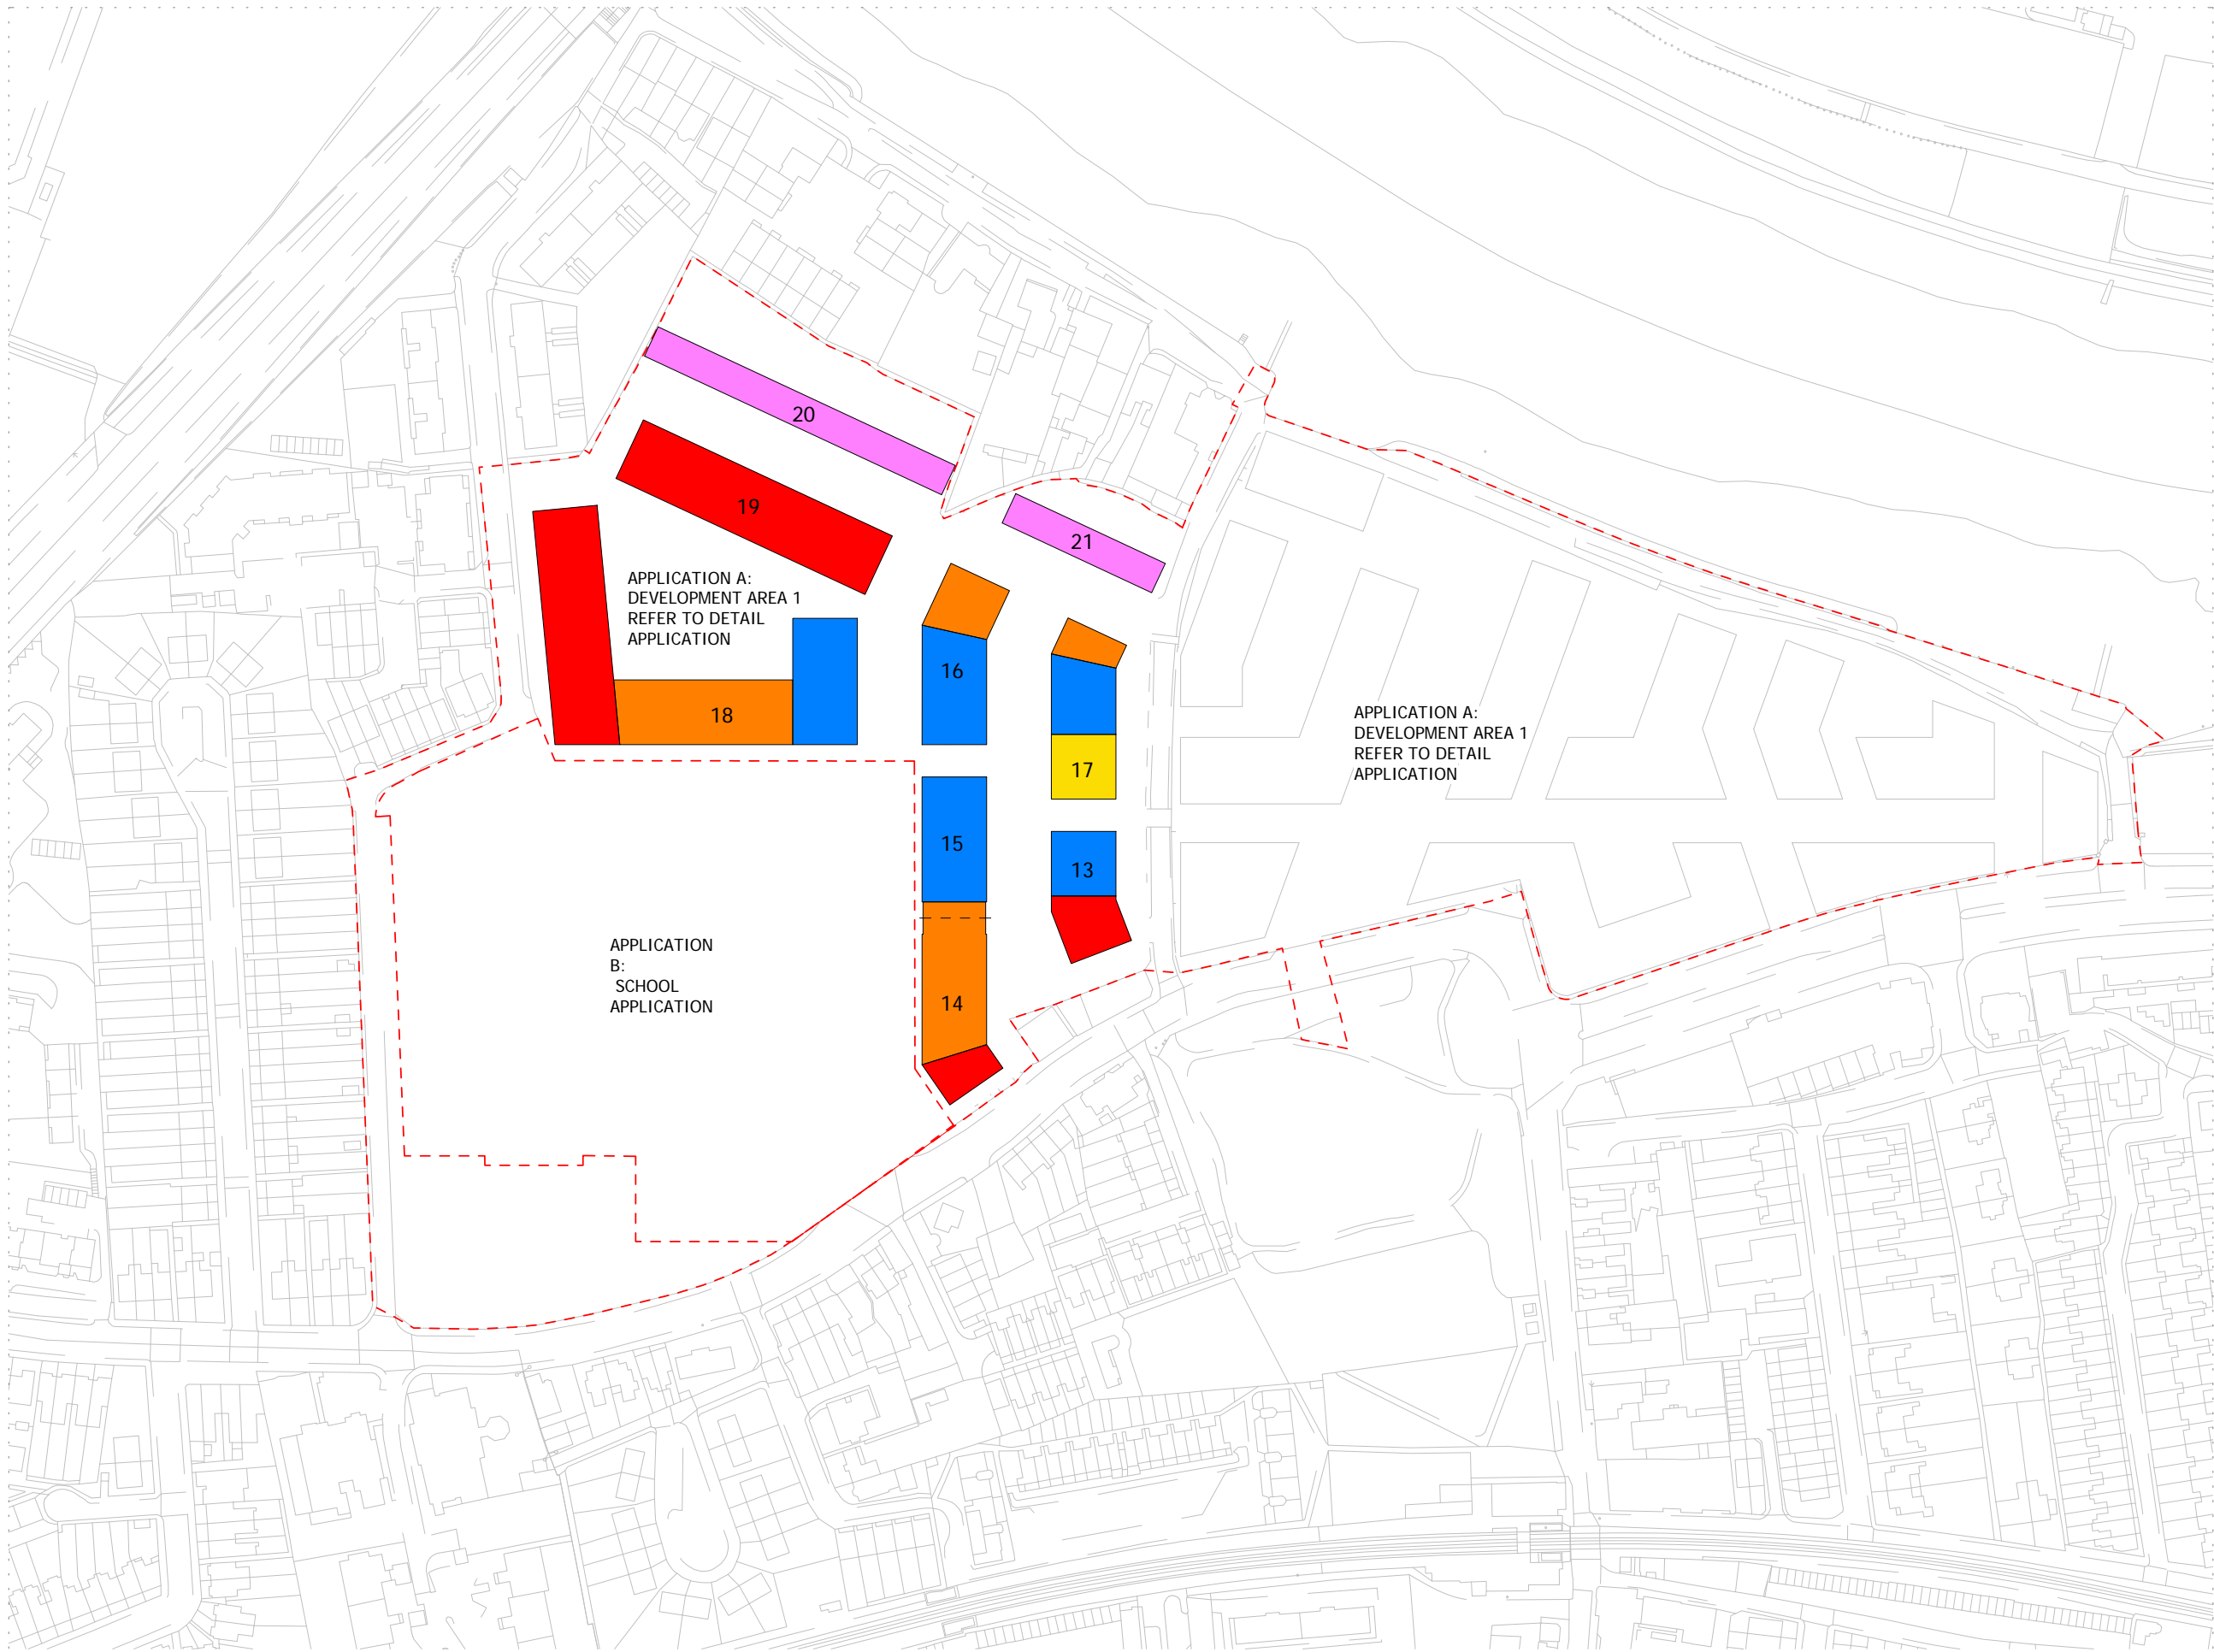 20
19
21
APPLICATION A:
DEVELOPMENT AREA 1
REFER TO DETAIL
APPLICATION
16
18
17
APPLICATION A:
DEVELOPMENT AREA 1
REFER TO DETAIL
APPLICATION
15
13
APPLICATION
B:
SCHOOL
APPLICATION
14